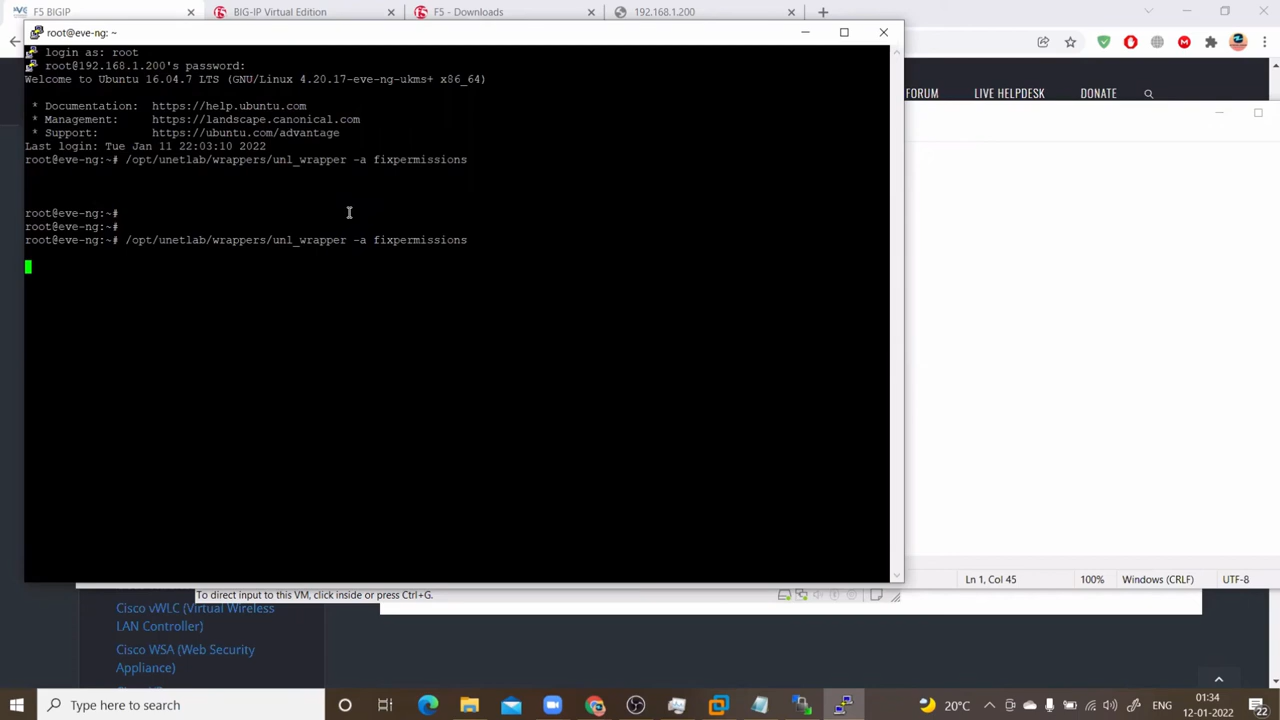 F5 BIGIP
BIG-IP Virtual Edition
F5 - Downloads
192.168.1.200
root@eve-ng: ~
login as: root
root@192.168.1.200's password:
Welcome to Ubuntu 16.04.7 LTS (GNU/Linux 4.20.17-eve-ng-ukms+ x86_64)
* Documentation: https://help.ubuntu.com
* Management: https://landscape.canonical.com
* Support: https://ubuntu.com/advantage
Last login: Tue Jan 11 22:03:10 2022
root@eve-ng:~# /opt/unetlab/wrappers/unl_wrapper -a fixpermissions
root@eve-ng:~#
root@eve-ng:~#
root@eve-ng:~# /opt/unetlab/wrappers/unl_wrapper -a fixpermissions
FORUM LIVE HELPDESK DONATE
Ln 1, Col 45 100% Windows (CRLF) UTF-8
To direct input to this VM, click inside or press Ctrl+G.
Cisco vWLC (Virtual Wireless
LAN Controller)
Cisco WSA (Web Security
Appliance)
Type here to search
20°C
ENG
01:34
12-01-2022
22